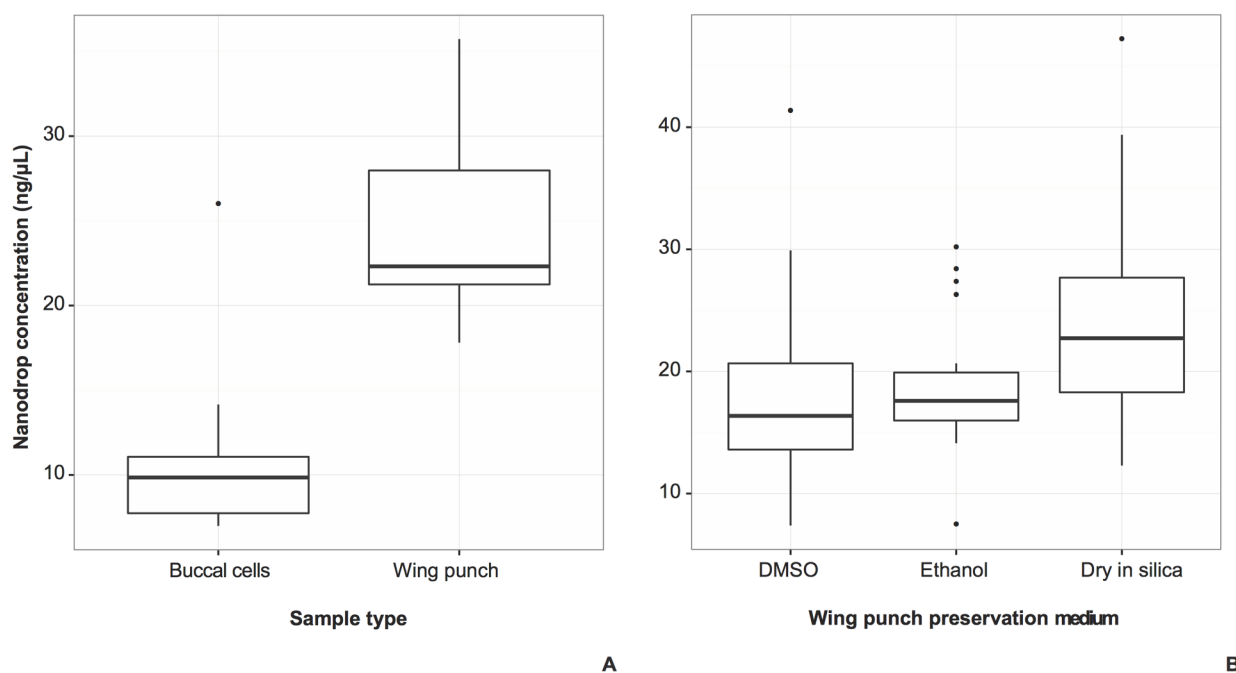 Nanodrop concentration (ng/µL)
30
20
10
Buccal cells
Wing punch
Sample type
A
40
30
20
10
DMSO
Ethanol
Dry in silica
Wing punch preservation medium
B